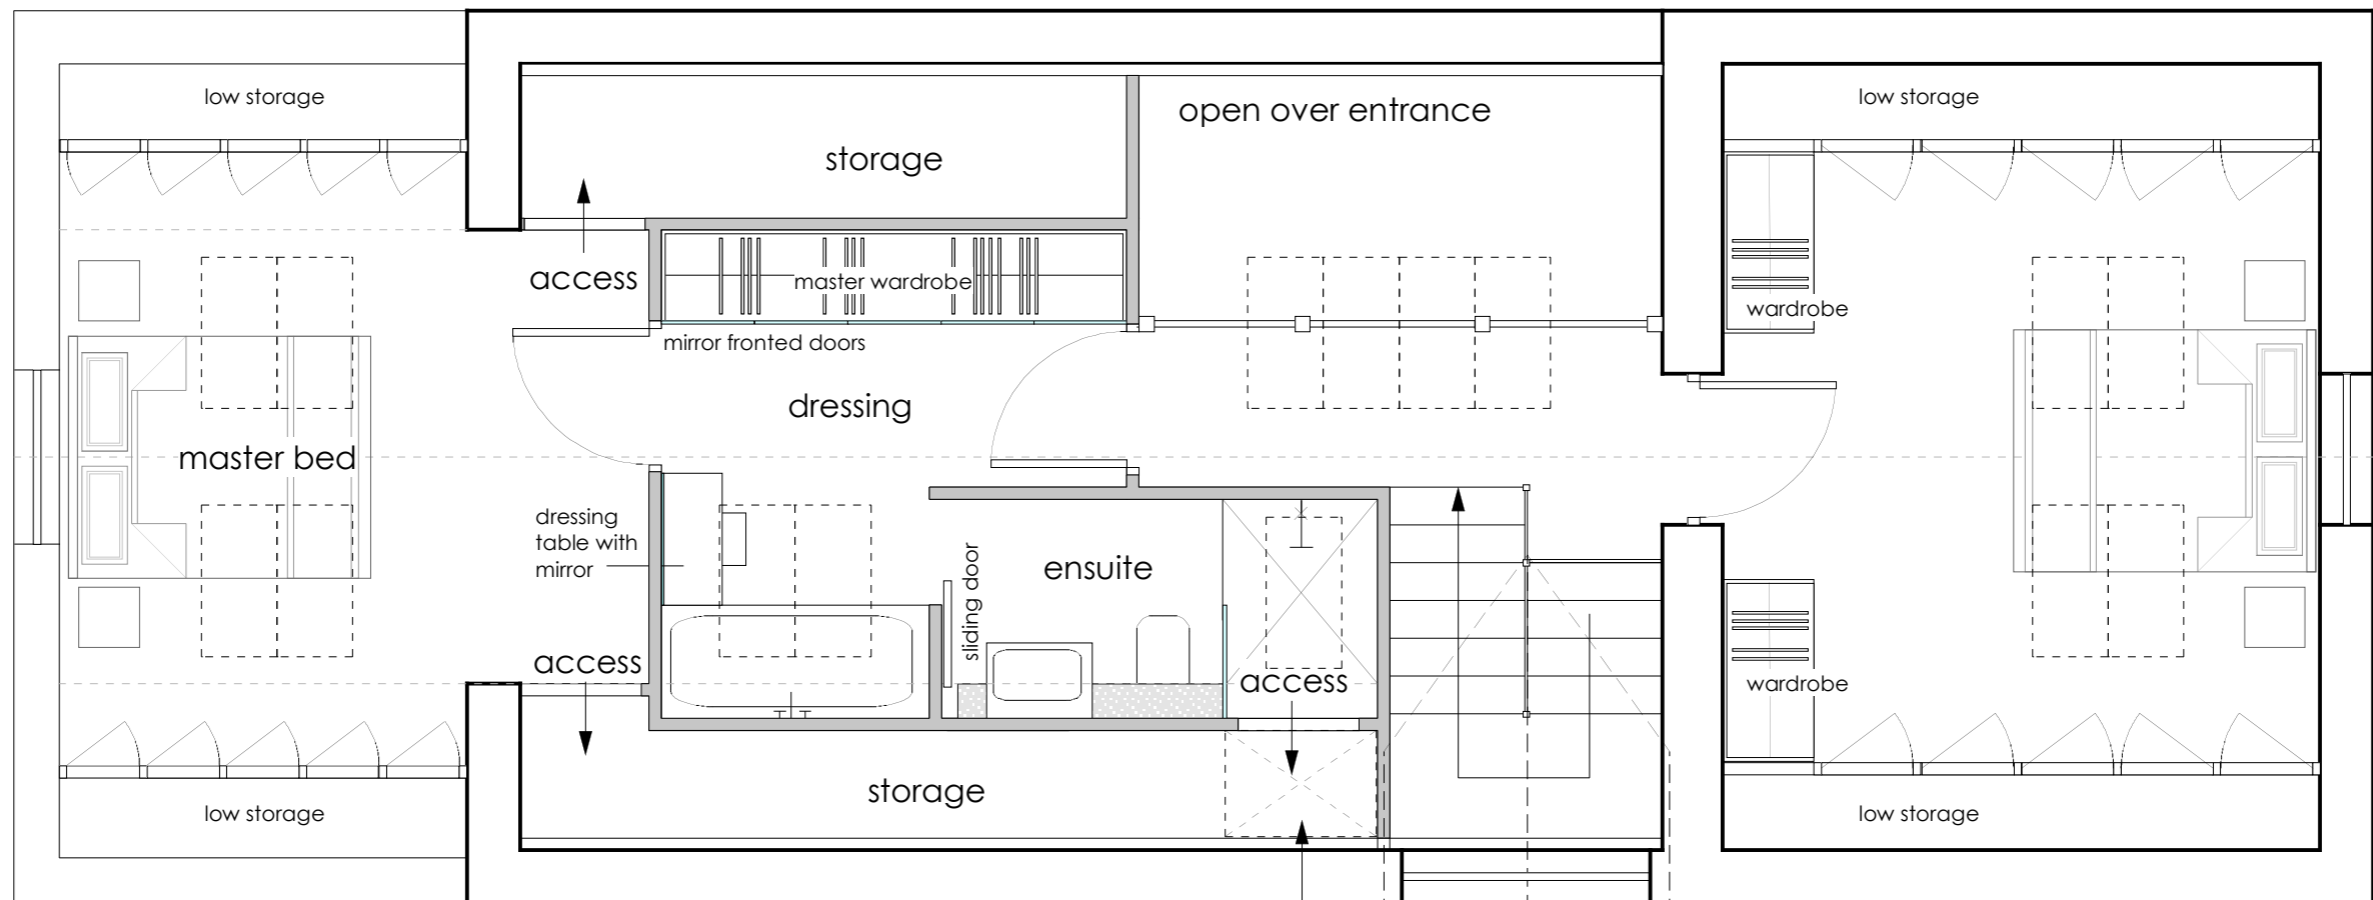 low storage
low storage
open over entrance
storage
access
master wardrobe
wardrobe
mirror fronted doors
dressing
master bed
dressing
table with
mirror
sliding door
ensuite
access
access
wardrobe
storage
low storage
low storage